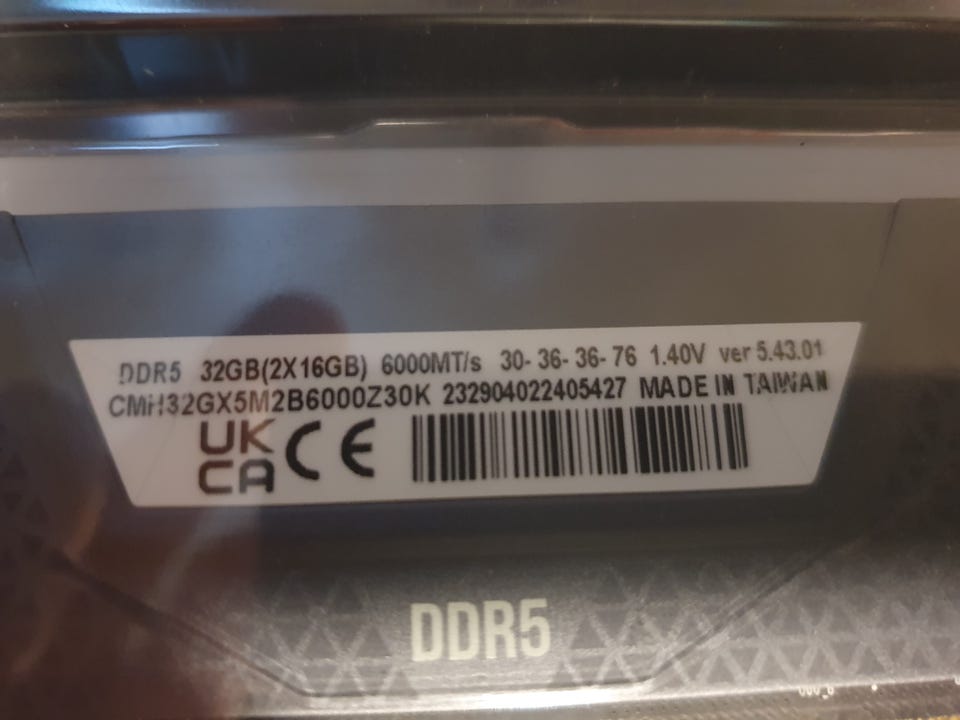 DDR5 32GB(2X16GB) 6000MT/s 30-36-36-76 1.40V ver 5.43.01
CMH32GX5M2B6000Z30K 232904022405427 MADE IN TAIWAN
UK
CA CE
DDR5